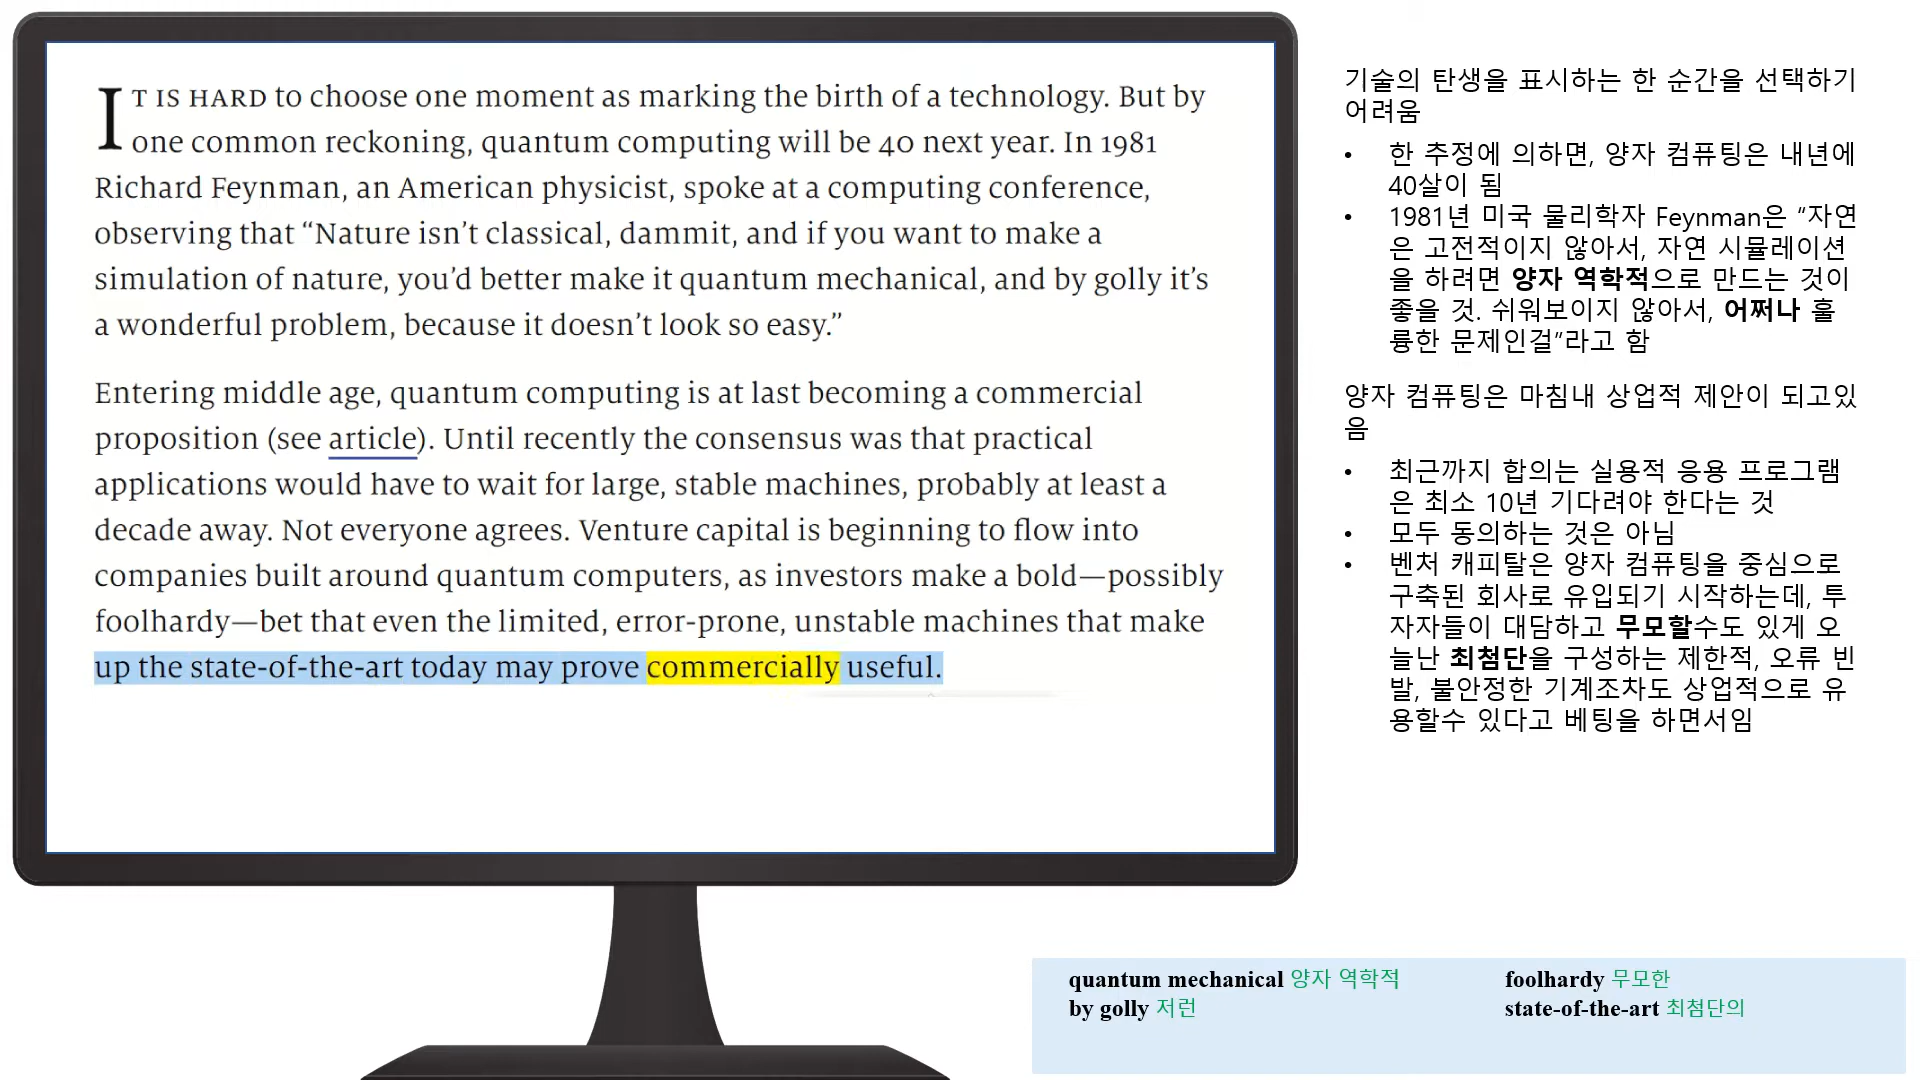 IT IS HARD to choose one moment as marking the birth of a technology. But by
one common reckoning, quantum computing will be 40 next year. In 1981
Richard Feynman, an American physicist, spoke at a computing conference,
observing that “Nature isn’t classical, dammit, and if you want to make a
simulation of nature, you’d better make it quantum mechanical, and by golly it’s
a wonderful problem, because it doesn’t look so easy.”
Entering middle age, quantum computing is at last becoming a commercial
proposition (see article). Until recently the consensus was that practical
applications would have to wait for large, stable machines, probably at least a
decade away. Not everyone agrees. Venture capital is beginning to flow into
companies built around quantum computers, as investors make a bold—possibly
foolhardy—bet that even the limited, error-prone, unstable machines that make
up the state-of-the-art today may prove commercially useful.
기술의 탄생을 표시하는 한 순간을 선택하기
어려움
• 한 추정에 의하면, 양자 컴퓨팅은 내년에
40살이 됨
• 1981년 미국 물리학자 Feynman은 “자연
은 고전적이지 않아서, 자연 시뮬레이션
을 하려면 양자 역학적으로 만드는 것이
좋을 것. 쉬워보이지 않아서, 어쩌나 훌
륭한 문제인걸”라고 함
양자 컴퓨팅은 마침내 상업적 제안이 되고있
음
• 최근까지 합의는 실용적 응용 프로그램
은 최소 10년 기다려야 한다는 것
• 모두 동의하는 것은 아님
• 벤처 캐피탈은 양자 컴퓨팅을 중심으로
구축된 회사로 유입되기 시작하는데, 투
자자들이 대담하고 무모할수도 있게 오
늘난 최첨단을 구성하는 제한적, 오류 빈
발, 불안정한 기계조차도 상업적으로 유
용할수 있다고 베팅을 하면서임
quantum mechanical 양자 역학적
by golly 저런
foolhardy 무모한
state-of-the-art 최첨단의